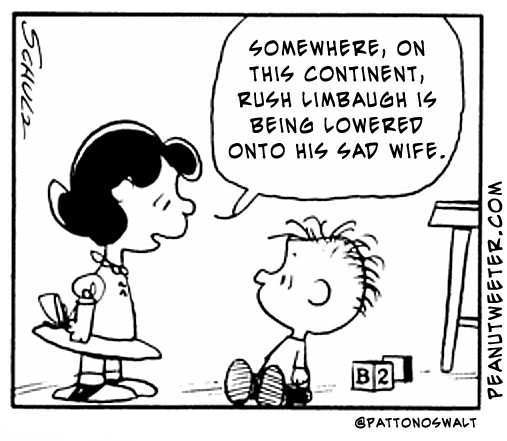 SCHULZ
SOMEWHERE, ON
THIS CONTINENT,
RUSH LIMBAUGH IS
BEING LOWERED
ONTO HIS SAD WIFE.
B 2
PEANUTWEETER.COM
@PATTONOSWALT